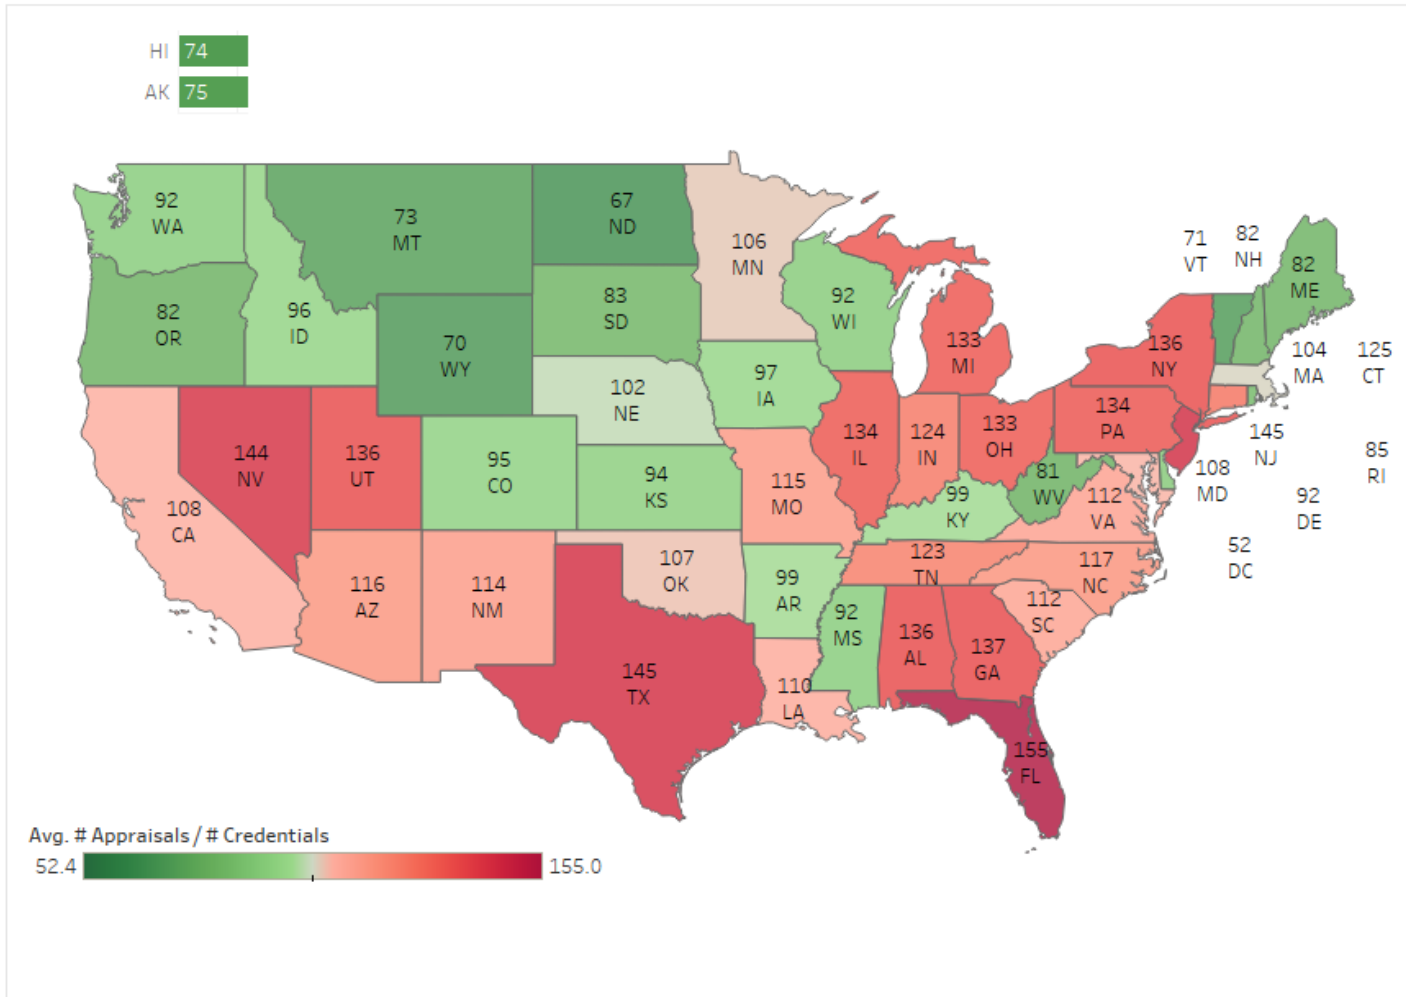 HI 74
AK 75
92
WA
73
MT
67
ND
106
MN
92
WI
71
VT
82
NH
82
ME
82
OR
96
ID
70
WY
83
SD
97
IA
133
MI
136
NY
104
MA
125
CT
102
NE
144
NV
136
UT
95
CO
94
KS
115
MO
134
IL
124
IN
133
OH
134
PA
145
NJ
85
RI
108
MD
92
DE
52
DC
81
WV
112
VA
99
KY
108
CA
116
AZ
114
NM
107
OK
99
AR
123
TN
117
NC
112
SC
92
MS
136
AL
137
GA
145
TX
110
LA
155
FL
Avg. # Appraisals / # Credentials
52.4 155.0